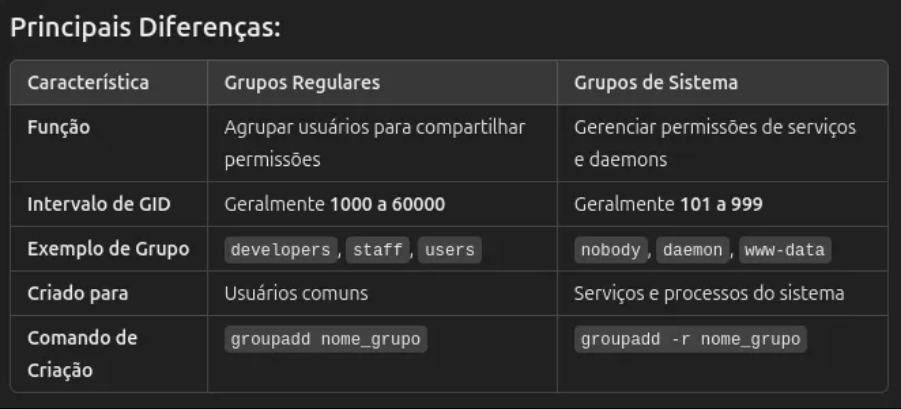 Principais Diferenças:
Característica Grupos Regulares Grupos de Sistema
Função Agrupar usuários para compartilhar permissões Gerenciar permissões de serviços e daemons
Intervalo de GID Geralmente 1000 a 60000 Geralmente 101 a 999
Exemplo de Grupo developers, staff, users nobody, daemon, www-data
Criado para Usuários comuns Serviços e processos do sistema
Comando de Criação groupadd nome_grupo groupadd -r nome_grupo